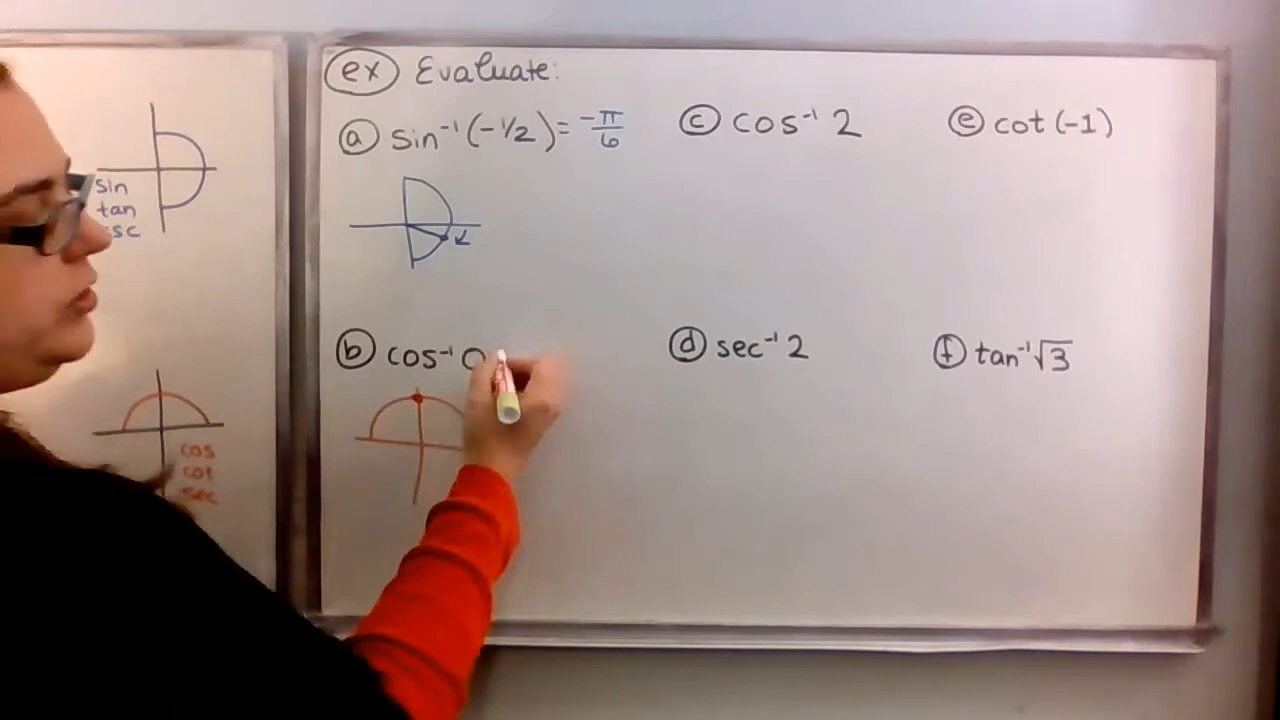 sin
tan
csc
cos
cot
sec
ex Evaluate:
a sin⁻¹(-1/2) = -π/6
b cos⁻¹ 0
c cos⁻¹ 2
d sec⁻¹ 2
e cot (-1)
f tan⁻¹√3